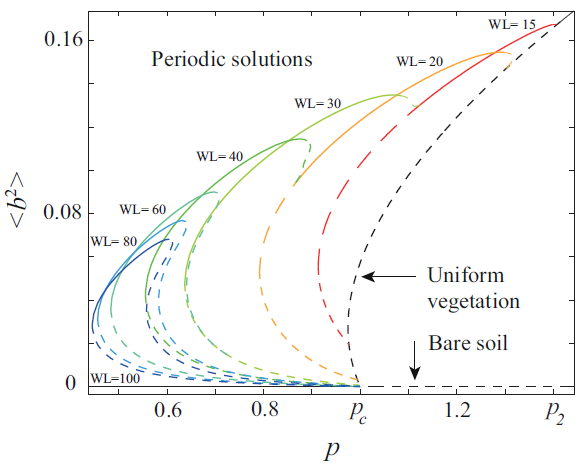 WL= 15
0.16
Periodic solutions
WL= 20
WL= 30
WL= 40
<b²>
0.08
WL= 60
WL= 80
Uniform
vegetation
Bare soil
0
WL=100
0.6
0.8
p_c
1.2
p_2
p